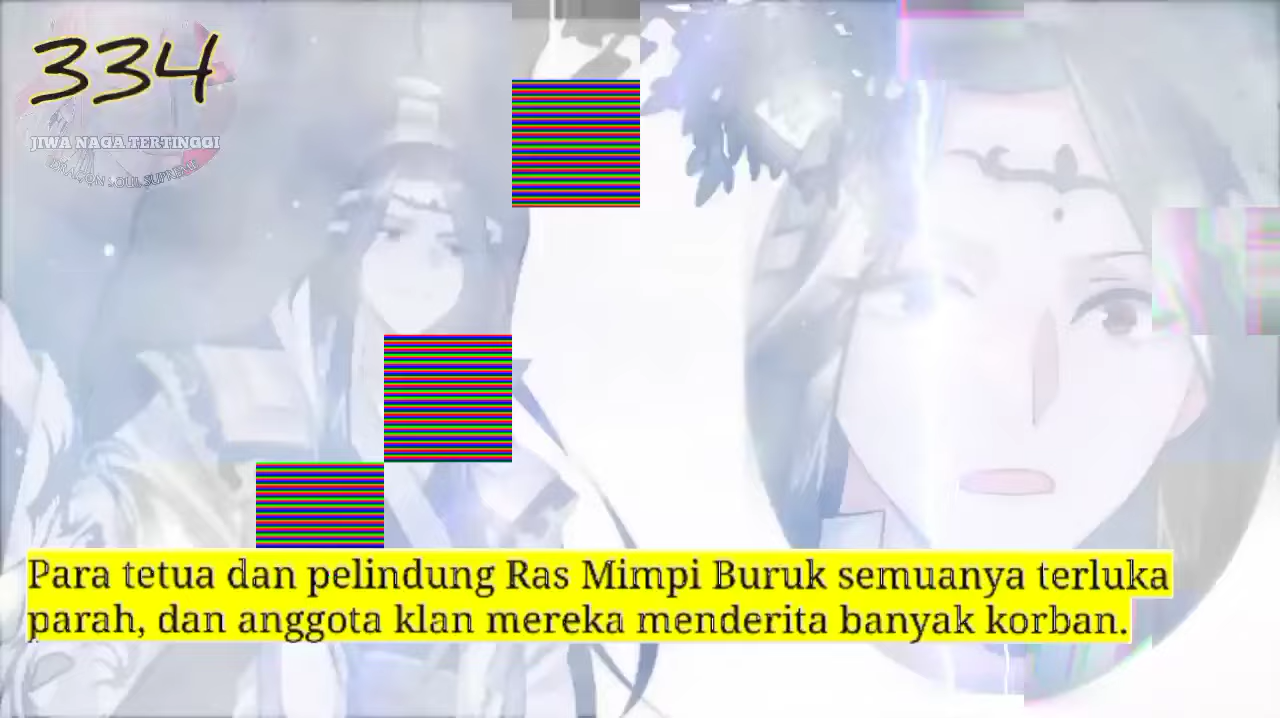 334
JIWA NAGA TERTINGGI
Para tetua dan pelindung Ras Mimpi Buruk semuanya terluka
parah, dan anggota klan mereka menderita banyak korban.